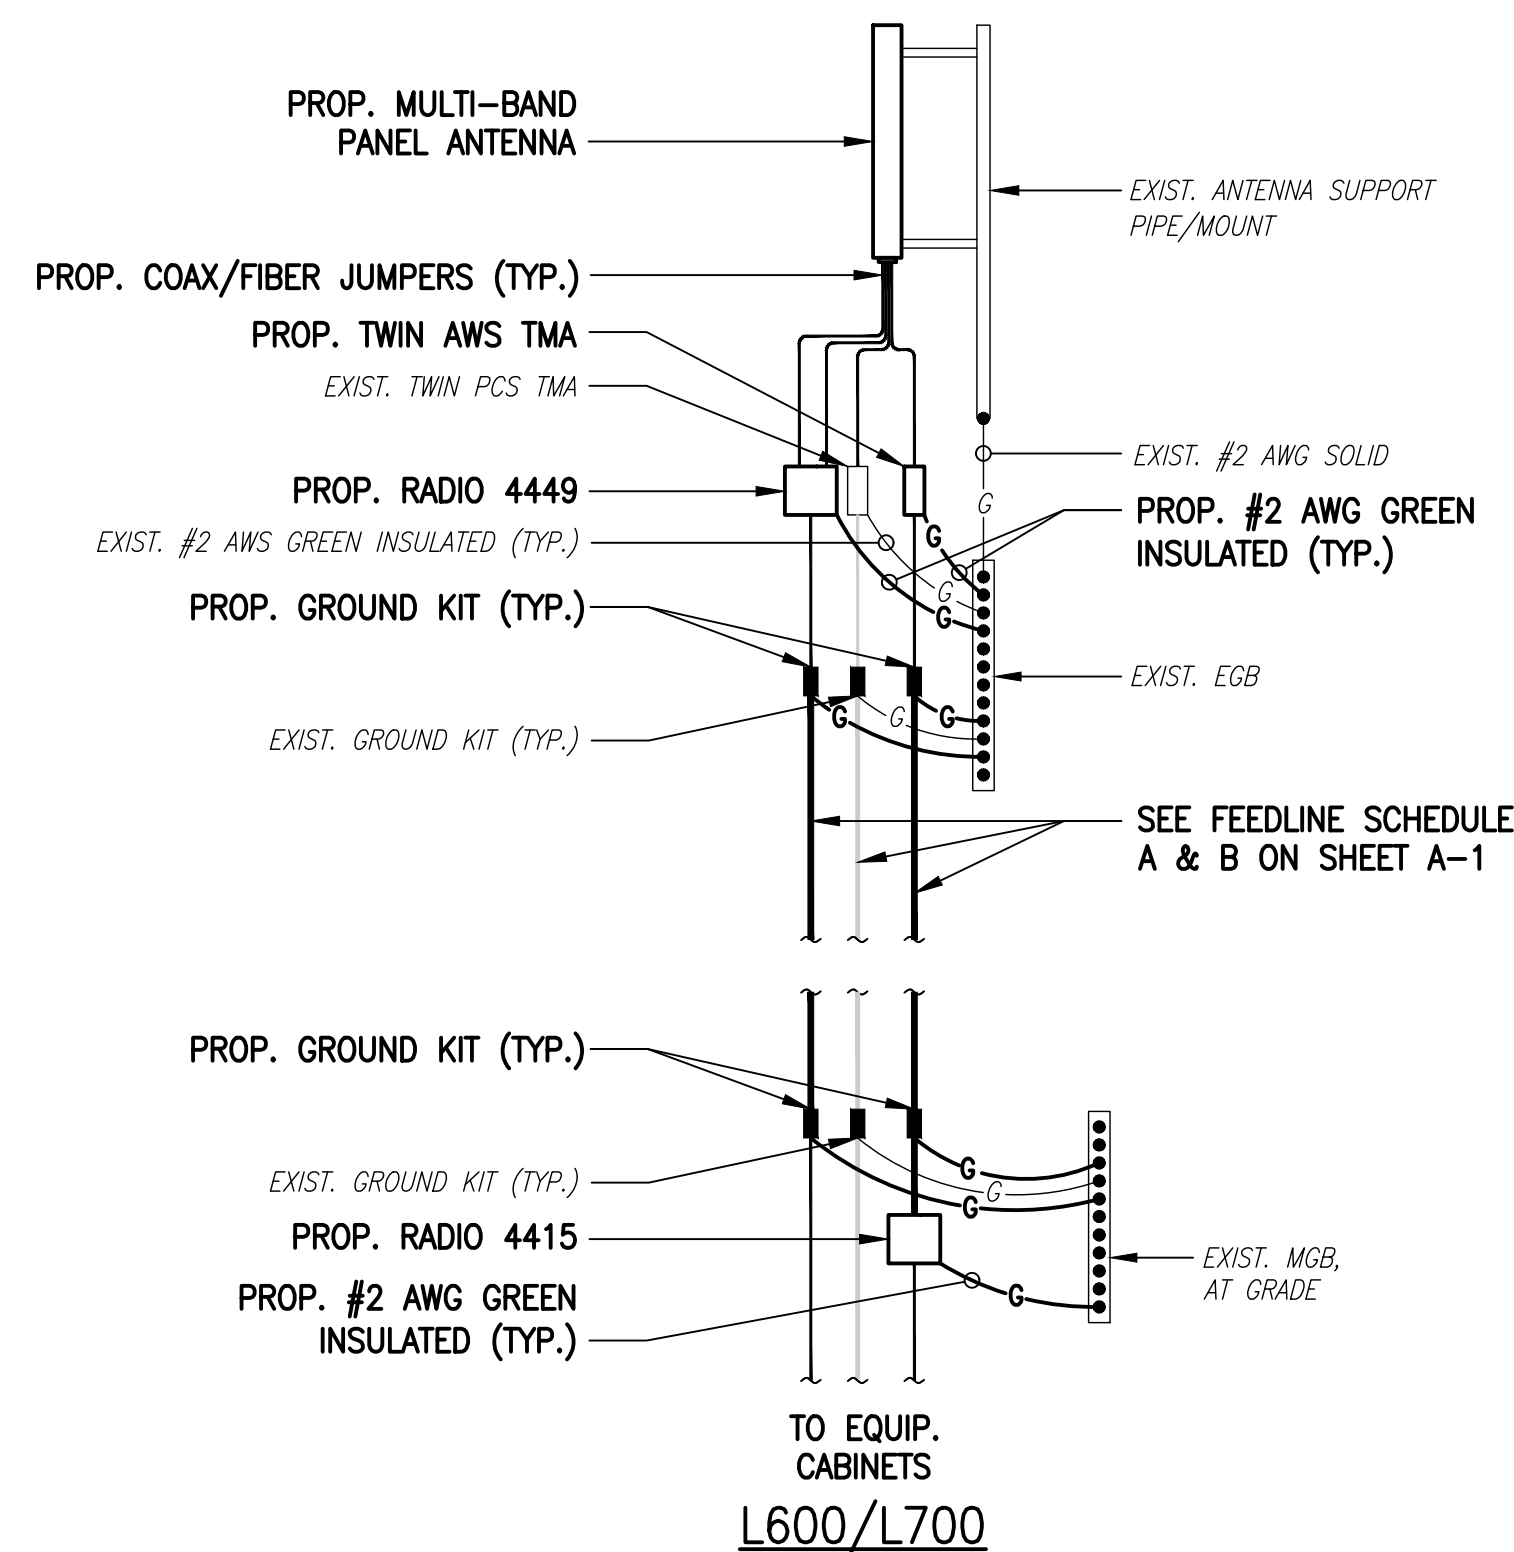 PROP. MULTI-BAND
PANEL ANTENNA
EXIST. ANTENNA SUPPORT
PIPE/MOUNT
PROP. COAX/FIBER JUMPERS (TYP.)
PROP. TWIN AWS TMA
EXIST. TWIN PCS TMA
EXIST. #2 AWG SOLID
PROP. RADIO 4449
G
PROP. #2 AWG GREEN
INSULATED (TYP.)
EXIST. #2 AWS GREEN INSULATED (TYP.)
G
G
G
PROP. GROUND KIT (TYP.)
EXIST. EGB
G
G
G
EXIST. GROUND KIT (TYP.)
SEE FEEDLINE SCHEDULE
A & B ON SHEET A-1
PROP. GROUND KIT (TYP.)
G
G
G
EXIST. GROUND KIT (TYP.)
PROP. RADIO 4415
EXIST. MGB,
AT GRADE
G
PROP. #2 AWG GREEN
INSULATED (TYP.)
TO EQUIP.
CABINETS
L600/L700